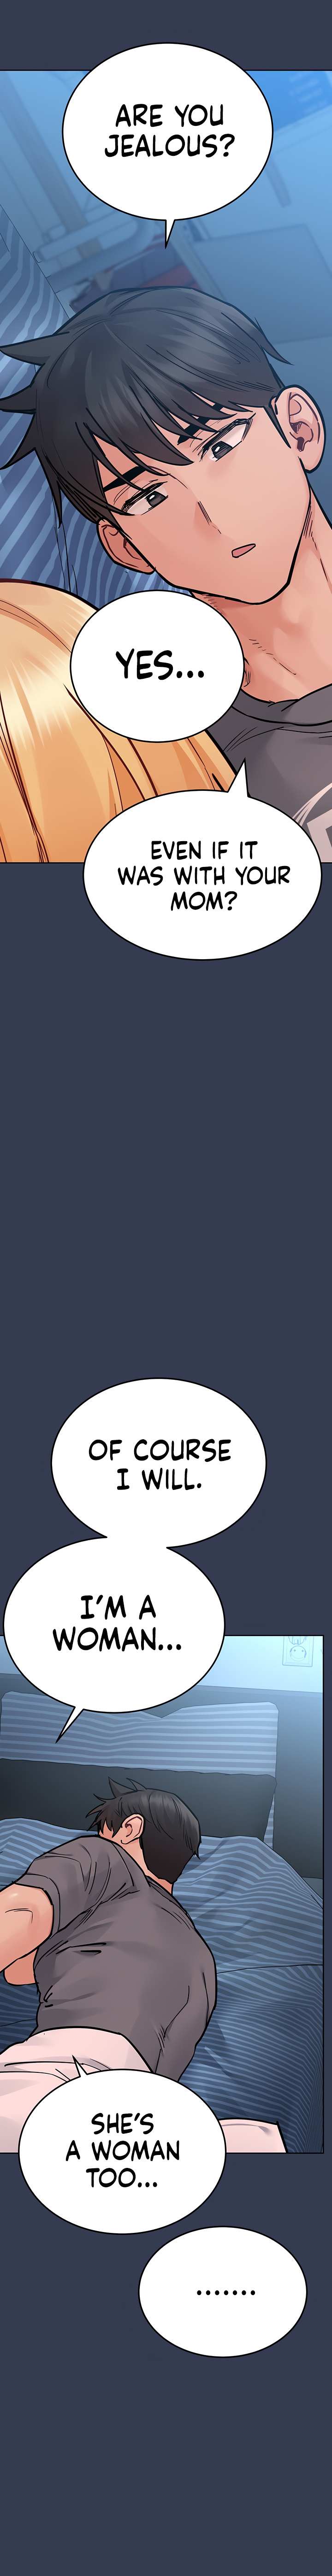 ARE YOU
JEALOUS?
YES...
EVEN IF IT
WAS WITH YOUR
MOM?
OF COURSE
I WILL.
I'M A
WOMAN...
SHE'S
A WOMAN
TOO...
.......